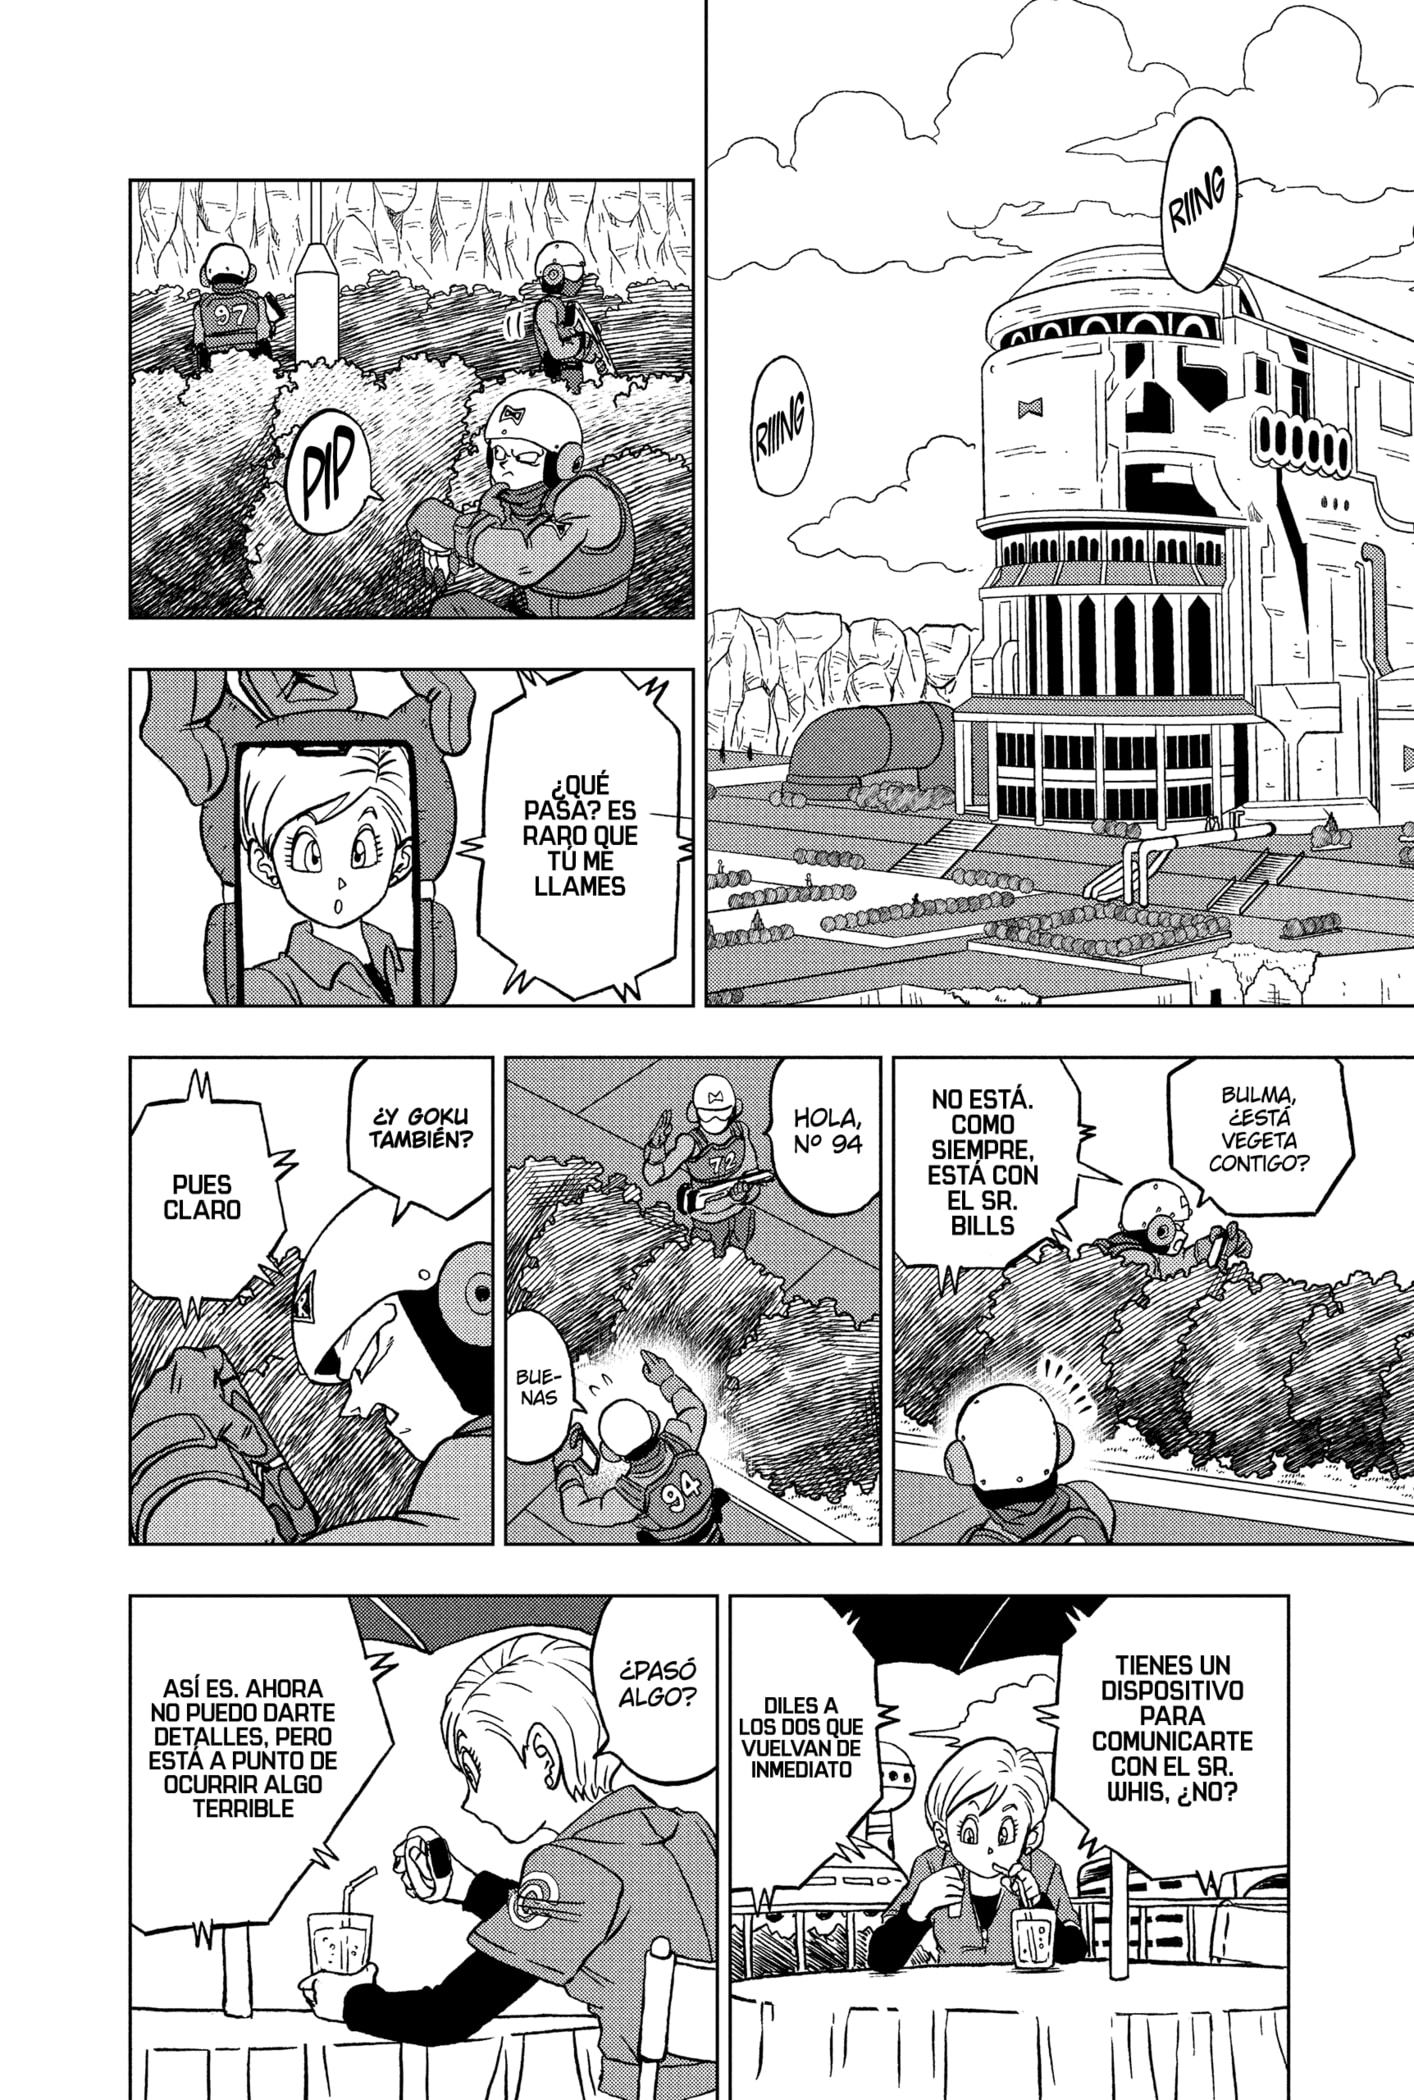 RIING
RIIING
PIP
97
¿QUÉ
PASA? ES
RARO QUE
TÚ ME
LLAMES
BULMA,
¿ESTÁ
VEGETA
CONTIGO?
NO ESTÁ.
COMO
SIEMPRE,
ESTÁ CON
EL SR.
BILLS
HOLA,
Nº 94
72
BUE-
NAS
94
¿Y GOKU
TAMBIÉN?
PUES
CLARO
TIENES UN
DISPOSITIVO
PARA
COMUNICARTE
CON EL SR.
WHIS, ¿NO?
DILES A
LOS DOS QUE
VUELVAN DE
INMEDIATO
¿PASÓ
ALGO?
ASÍ ES. AHORA
NO PUEDO DARTE
DETALLES, PERO
ESTÁ A PUNTO DE
OCURRIR ALGO
TERRIBLE